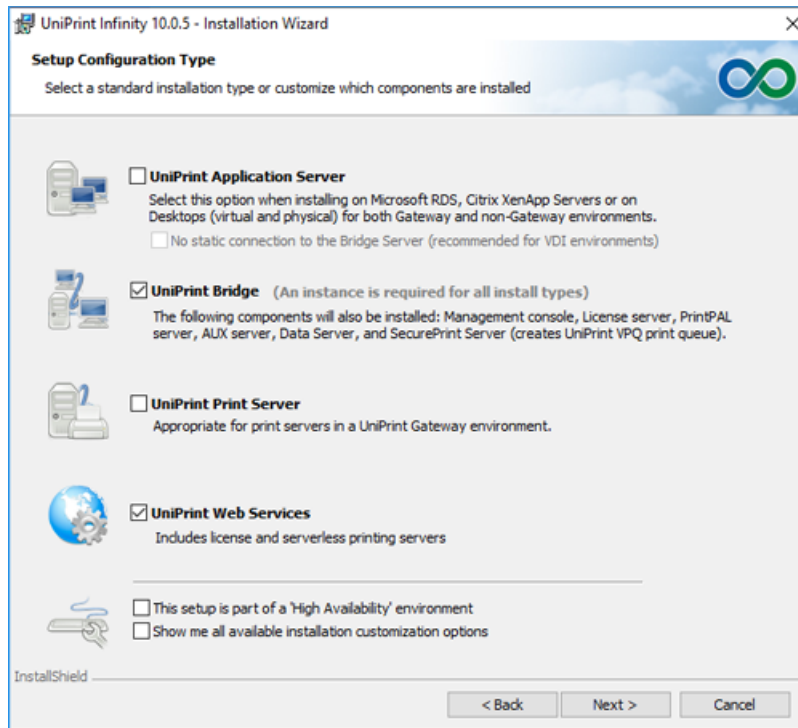 UniPrint Infinity 10.0.5 - Installation Wizard
Setup Configuration Type
Select a standard installation type or customize which components are installed
UniPrint Application Server
Select this option when installing on Microsoft RDS, Citrix XenApp Servers or on
Desktops (virtual and physical) for both Gateway and non-Gateway environments.
No static connection to the Bridge Server (recommended for VDI environments)
UniPrint Bridge (An instance is required for all install types)
The following components will also be installed: Management console, License server, PrintPAL
server, AUX server, Data Server, and SecurePrint Server (creates UniPrint VPQ print queue).
UniPrint Print Server
Appropriate for print servers in a UniPrint Gateway environment.
UniPrint Web Services
Includes license and serverless printing servers
This setup is part of a 'High Availability' environment
Show me all available installation customization options
InstallShield
< Back Next > Cancel